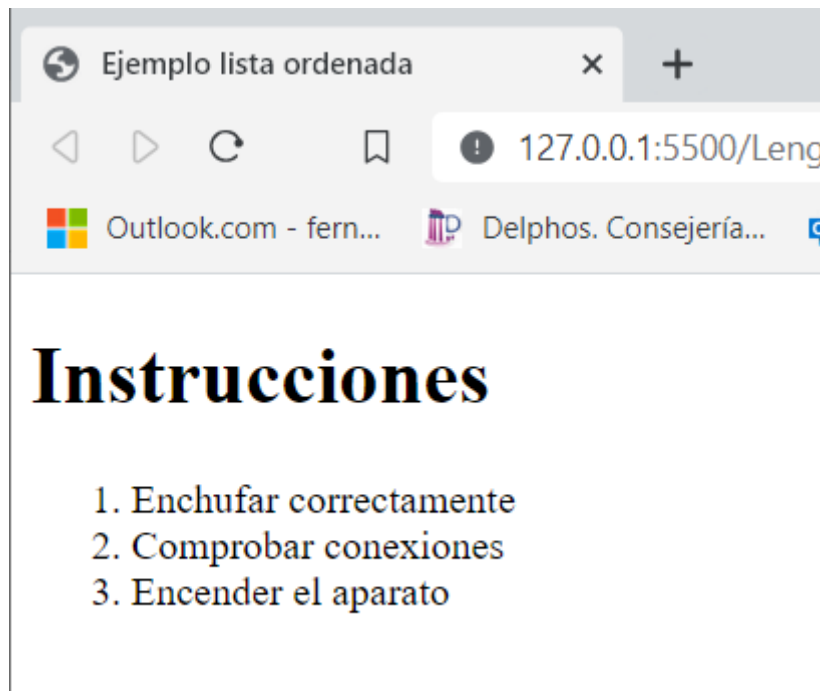 Ejemplo lista ordenada
127.0.0.1:5500/Leng
Outlook.com - fern... Delphos. Consejería...
Instrucciones
1. Enchufar correctamente
2. Comprobar conexiones
3. Encender el aparato